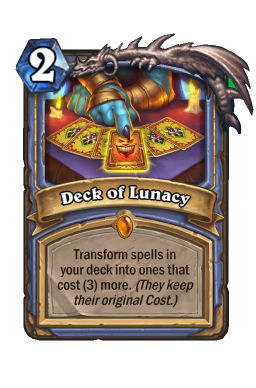 2
Deck of Lunacy
Transform spells in
your deck into ones that
cost (3) more. (They keep
their original Cost.)